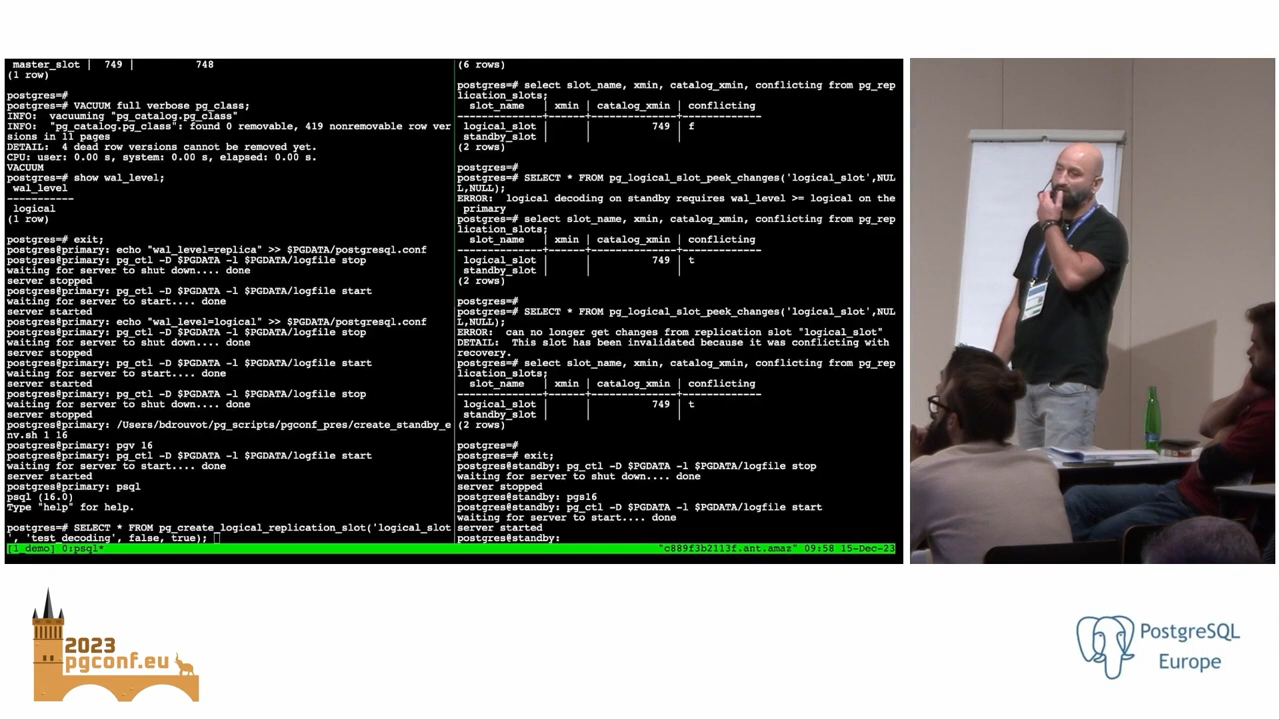 master_slot |  749 |          748
(1 row)

postgres=#
postgres=# VACUUM full verbose pg_class;
INFO:  vacuuming "pg_catalog.pg_class"
INFO:  "pg_catalog.pg_class": found 0 removable, 419 nonremovable row ver
sions in 11 pages
DETAIL:  4 dead row versions cannot be removed yet.
CPU: user: 0.00 s, system: 0.00 s, elapsed: 0.00 s.
VACUUM
postgres=# show wal_level;
 wal_level
-----------
 logical
(1 row)

postgres=# exit;
postgres@primary: echo "wal_level=replica" >> $PGDATA/postgresql.conf
postgres@primary: pg_ctl -D $PGDATA -l $PGDATA/logfile stop
waiting for server to shut down.... done
server stopped
postgres@primary: pg_ctl -D $PGDATA -l $PGDATA/logfile start
waiting for server to start.... done
server started
postgres@primary: echo "wal_level=logical" >> $PGDATA/postgresql.conf
postgres@primary: pg_ctl -D $PGDATA -l $PGDATA/logfile stop
waiting for server to shut down.... done
server stopped
postgres@primary: pg_ctl -D $PGDATA -l $PGDATA/logfile start
waiting for server to start.... done
server started
postgres@primary: pg_ctl -D $PGDATA -l $PGDATA/logfile stop
waiting for server to shut down.... done
server stopped
postgres@primary: /Users/bdrouvot/pg_scripts/pgconf_pres/create_standby_e
nv.sh 1 16
postgres@primary: pgv 16
postgres@primary: pg_ctl -D $PGDATA -l $PGDATA/logfile start
waiting for server to start.... done
server started
postgres@primary: psql
psql (16.0)
Type "help" for help.

postgres=# SELECT * FROM pg_create_logical_replication_slot('logical_slot
', 'test_decoding', false, true);
(6 rows)

postgres=# select slot_name, xmin, catalog_xmin, conflicting from pg_rep
lication_slots;
  slot_name   | xmin | catalog_xmin | conflicting
--------------+------+--------------+-------------
 logical_slot |      |          749 | f
 standby_slot |      |              |
(2 rows)

postgres=#
postgres=# SELECT * FROM pg_logical_slot_peek_changes('logical_slot',NUL
L,NULL);
ERROR:  logical decoding on standby requires wal_level >= logical on the
 primary
postgres=# select slot_name, xmin, catalog_xmin, conflicting from pg_rep
lication_slots;
  slot_name   | xmin | catalog_xmin | conflicting
--------------+------+--------------+-------------
 logical_slot |      |          749 | t
 standby_slot |      |              |
(2 rows)

postgres=#
postgres=# SELECT * FROM pg_logical_slot_peek_changes('logical_slot',NUL
L,NULL);
ERROR:  can no longer get changes from replication slot "logical_slot"
DETAIL:  This slot has been invalidated because it was conflicting with
recovery.
postgres=# select slot_name, xmin, catalog_xmin, conflicting from pg_rep
lication_slots;
  slot_name   | xmin | catalog_xmin | conflicting
--------------+------+--------------+-------------
 logical_slot |      |          749 | t
 standby_slot |      |              |
(2 rows)

postgres=#
postgres=# exit;
postgres@standby: pg_ctl -D $PGDATA -l $PGDATA/logfile stop
waiting for server to shut down.... done
server stopped
postgres@standby: pgs16
postgres@standby: pg_ctl -D $PGDATA -l $PGDATA/logfile start
waiting for server to start.... done
server started
postgres@standby:
[1_demo] 0:psql*
"c889f3b2113f.ant.amaz" 09:58 15-Dec-23
2023
pgconf.eu
PostgreSQL
Europe